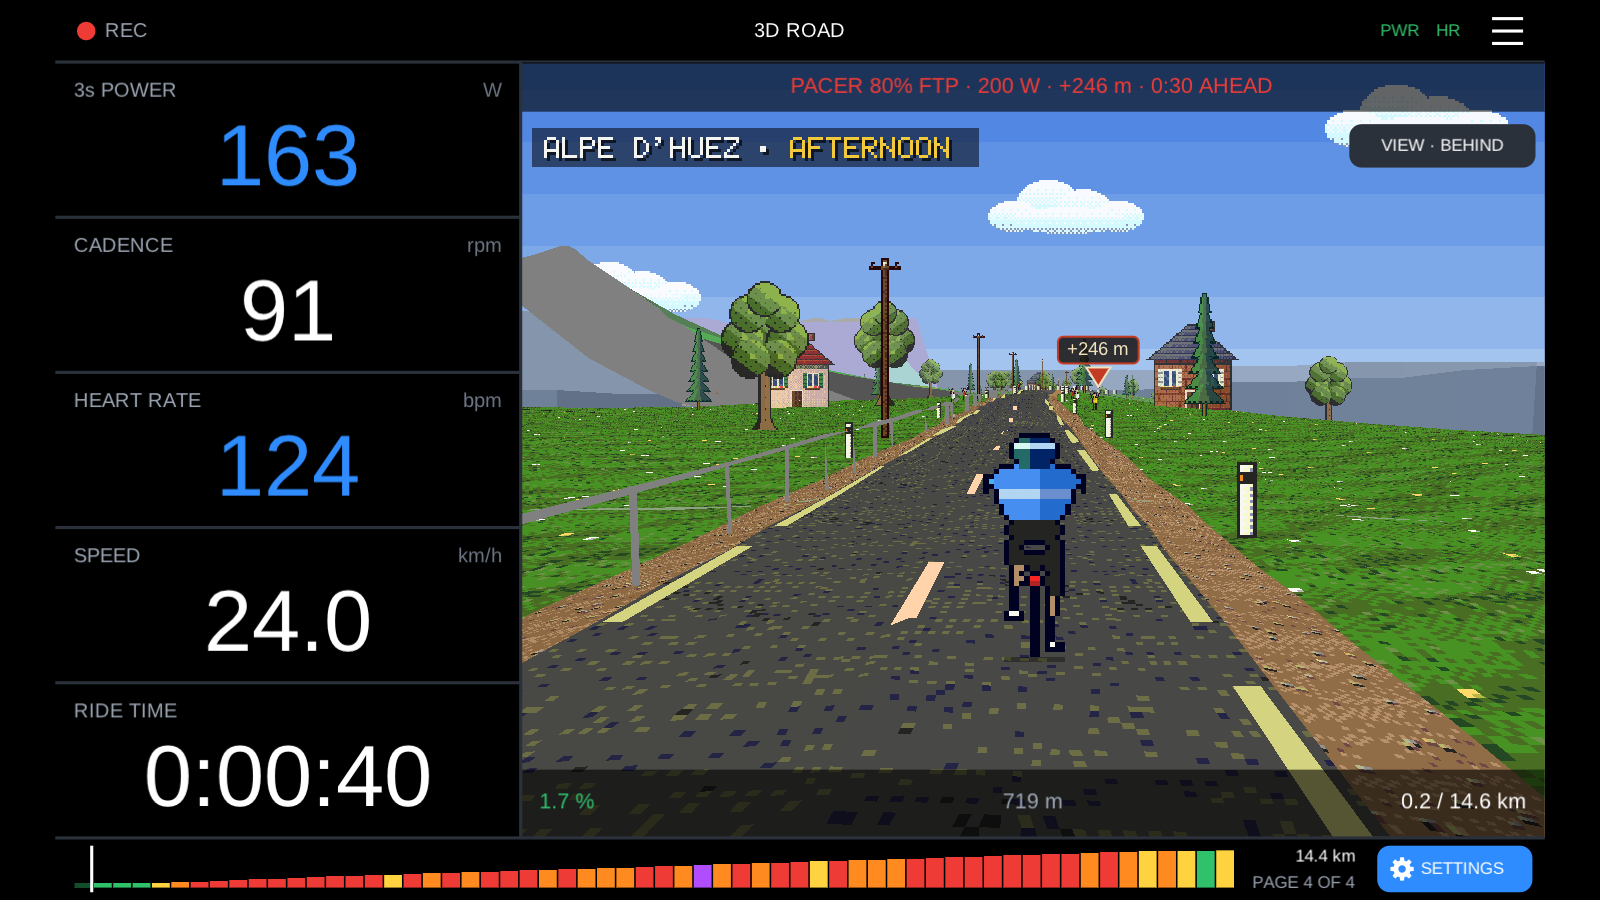 REC
3D ROAD
PWR HR
3s POWER W
163
CADENCE rpm
91
HEART RATE bpm
124
SPEED km/h
24.0
RIDE TIME
0:00:40
PACER 80% FTP · 200 W · +246 m · 0:30 AHEAD
ALPE D'HUEZ · AFTERNOON
VIEW · BEHIND
+246 m
1.7 % 719 m 0.2 / 14.6 km
14.4 km
PAGE 4 OF 4
SETTINGS